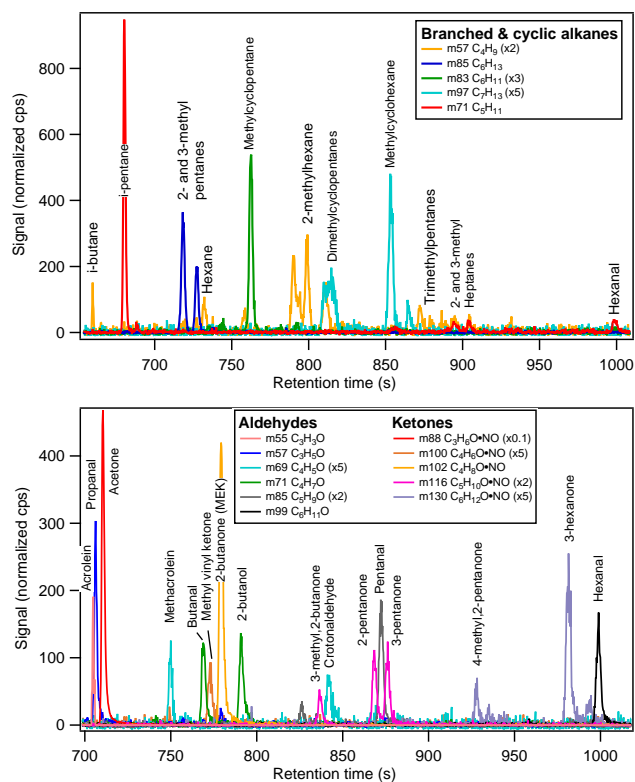 Branched & cyclic alkanes
m57 C₄H₉ (x2)
m85 C₆H₁₃
m83 C₆H₁₁ (x3)
m97 C₇H₁₃ (x5)
m71 C₅H₁₁
Signal (normalized cps)
800
600
400
200
0
i-butane
i-pentane
2- and 3-methyl
pentanes
Hexane
Methylcyclopentane
2-methylhexane
Dimethylcyclopentanes
Methylcyclohexane
Trimethylpentanes
2- and 3-methyl
Heptanes
Hexanal
700 750 800 850 900 950 1000
Retention time (s)
Aldehydes
m55 C₃H₃O
m57 C₃H₅O
m69 C₄H₅O (x5)
m71 C₄H₇O
m85 C₅H₉O (x2)
m99 C₆H₁₁O
Ketones
m88 C₃H₆O•NO (x0.1)
m100 C₄H₆O•NO (x5)
m102 C₄H₈O•NO
m116 C₅H₁₀O•NO (x2)
m130 C₆H₁₂O•NO (x5)
Signal (normalized cps)
400
300
200
100
0
Acrolein
Propanal
Acetone
Methacrolein
Butanal
Methyl vinyl ketone
2-butanone (MEK)
2-butanol
3-methyl,2-butanone
Crotonaldehyde
2-pentanone
Pentanal
3-pentanone
4-methyl,2-pentanone
3-hexanone
Hexanal
700 750 800 850 900 950 1000
Retention time (s)